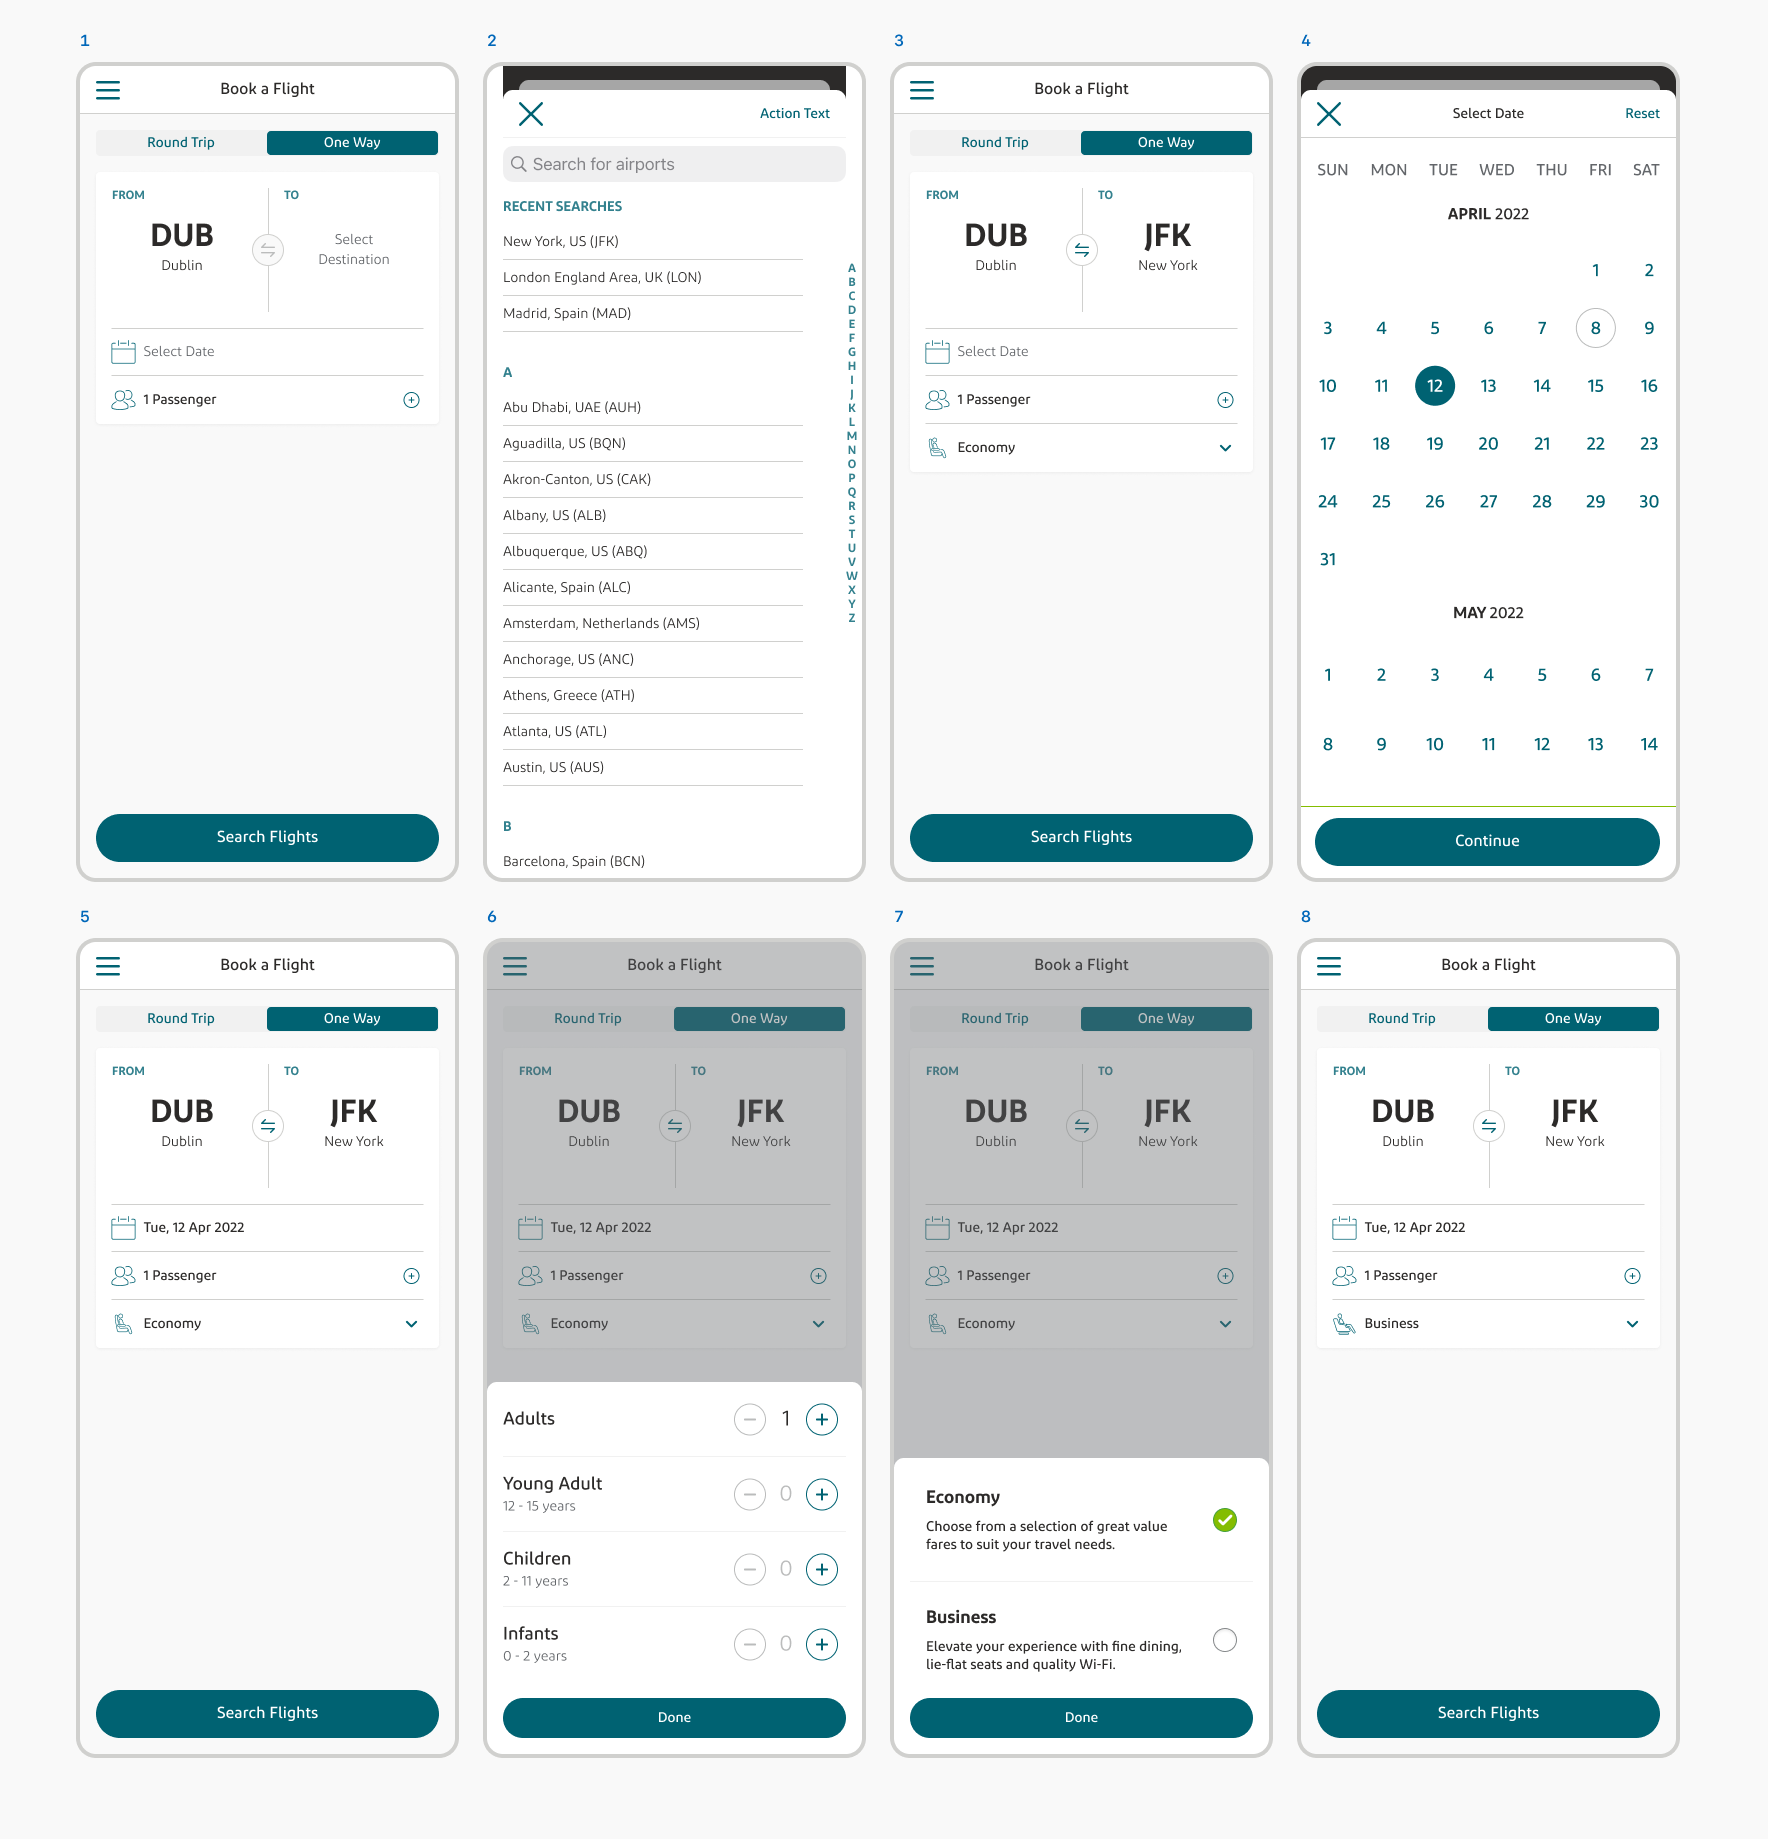 1
Book a Flight
Round Trip One Way
FROM TO
DUB
Dublin
Select
Destination
Select Date
1 Passenger
Search Flights
2
Action Text
Search for airports
RECENT SEARCHES
New York, US (JFK)
London England Area, UK (LON)
Madrid, Spain (MAD)
A
Abu Dhabi, UAE (AUH)
Aguadilla, US (BQN)
Akron-Canton, US (CAK)
Albany, US (ALB)
Albuquerque, US (ABQ)
Alicante, Spain (ALC)
Amsterdam, Netherlands (AMS)
Anchorage, US (ANC)
Athens, Greece (ATH)
Atlanta, US (ATL)
Austin, US (AUS)
B
Barcelona, Spain (BCN)
A
B
C
D
E
F
G
H
I
J
K
L
M
N
O
P
Q
R
S
T
U
V
W
X
Y
Z
3
Book a Flight
Round Trip One Way
FROM TO
DUB JFK
Dublin New York
Select Date
1 Passenger
Economy
Search Flights
4
Select Date Reset
SUN MON TUE WED THU FRI SAT
APRIL 2022
1 2
3 4 5 6 7 8 9
10 11 12 13 14 15 16
17 18 19 20 21 22 23
24 25 26 27 28 29 30
31
MAY 2022
1 2 3 4 5 6 7
8 9 10 11 12 13 14
Continue
5
Book a Flight
Round Trip One Way
FROM TO
DUB JFK
Dublin New York
Tue, 12 Apr 2022
1 Passenger
Economy
Search Flights
6
Book a Flight
Round Trip One Way
FROM TO
DUB JFK
Dublin New York
Tue, 12 Apr 2022
1 Passenger
Economy
Adults 1
Young Adult 0
12 - 15 years
Children 0
2 - 11 years
Infants 0
0 - 2 years
Done
7
Book a Flight
Round Trip One Way
FROM TO
DUB JFK
Dublin New York
Tue, 12 Apr 2022
1 Passenger
Economy
Economy
Choose from a selection of great value
fares to suit your travel needs.
Business
Elevate your experience with fine dining,
lie-flat seats and quality Wi-Fi.
Done
8
Book a Flight
Round Trip One Way
FROM TO
DUB JFK
Dublin New York
Tue, 12 Apr 2022
1 Passenger
Business
Search Flights